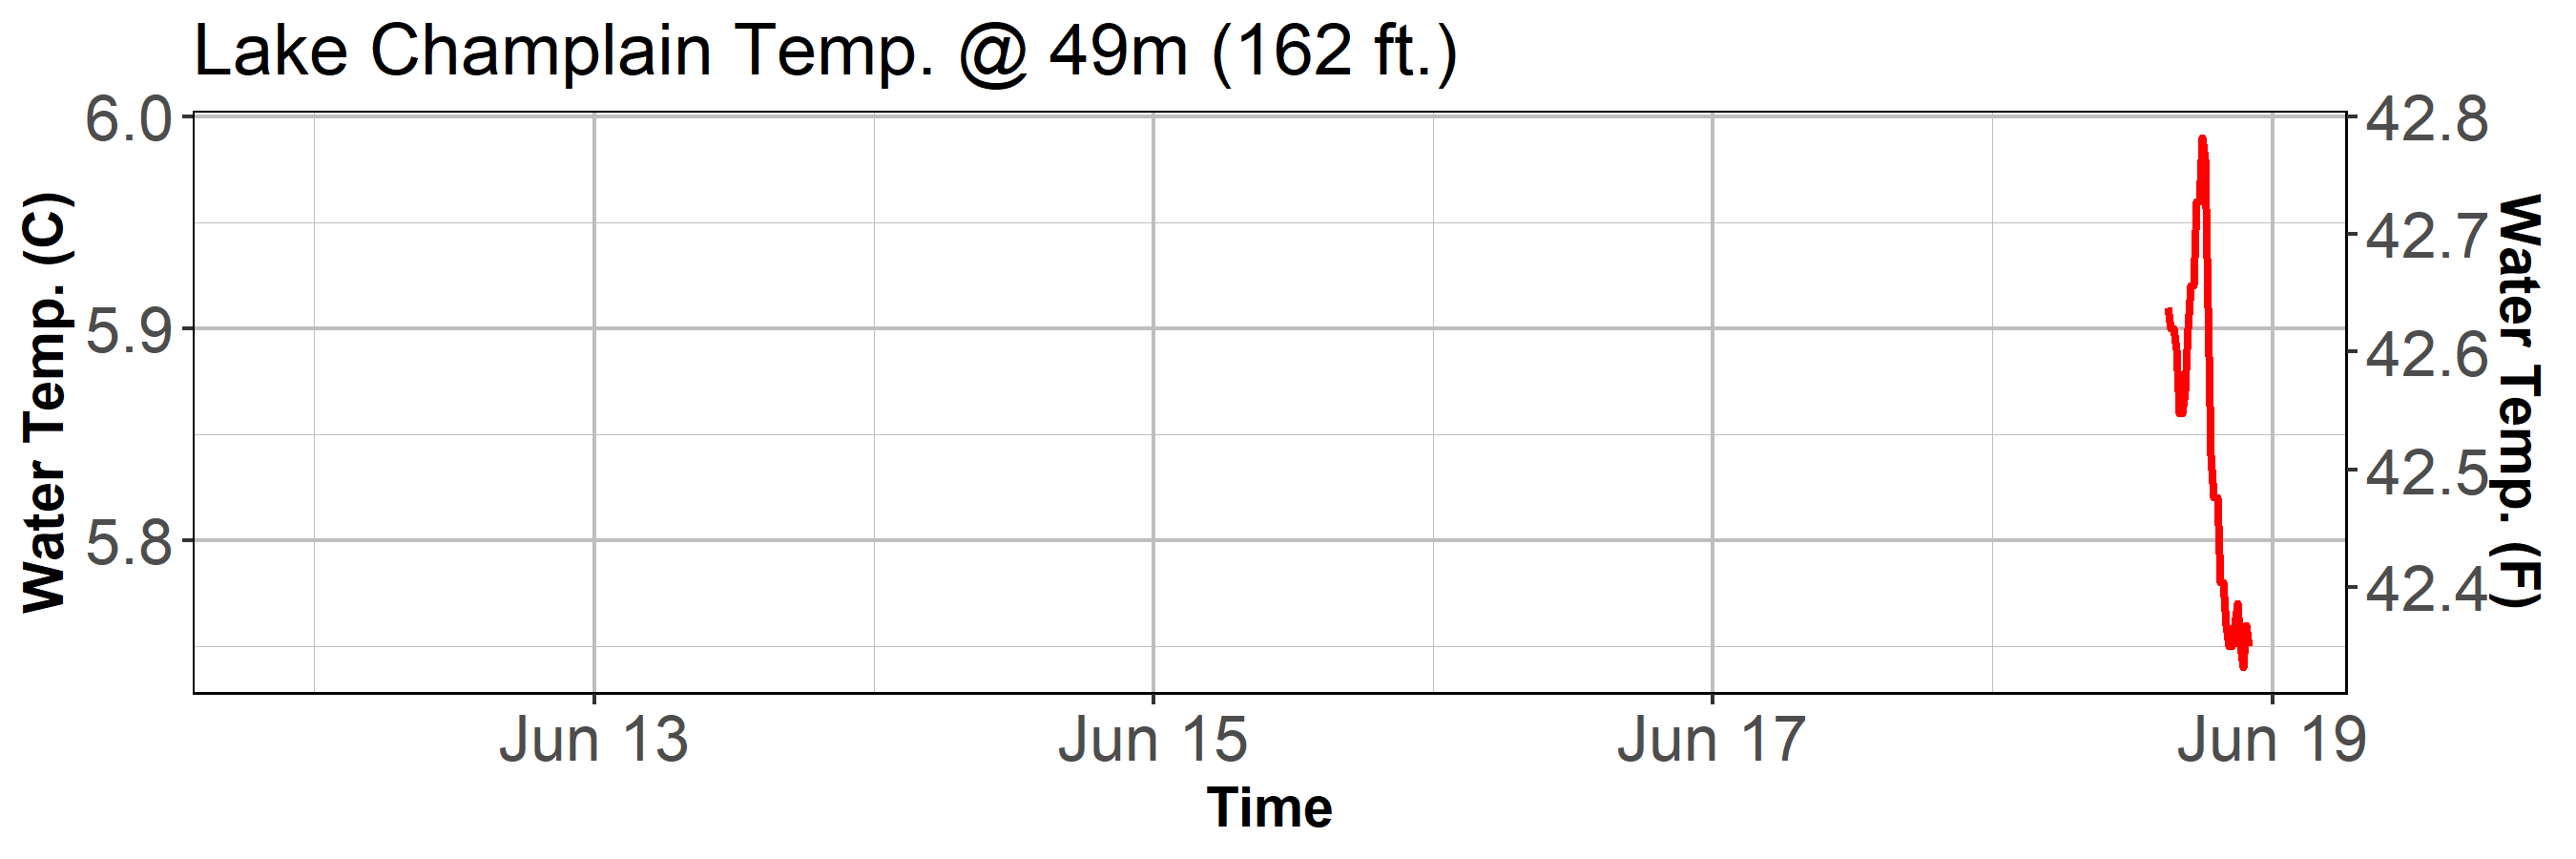 Lake Champlain Temp. @ 49m (162 ft.)
Water Temp. (C)
6.0
5.9
5.8
42.8
42.7
42.6
42.5
42.4
Water Temp. (F)
Jun 13
Jun 15
Jun 17
Jun 19
Time